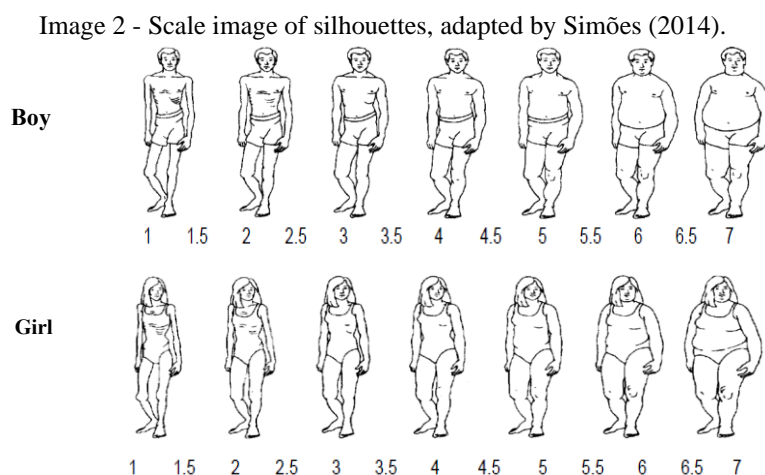 Image 2 - Scale image of silhouettes, adapted by Simões (2014).
Boy
1 1.5 2 2.5 3 3.5 4 4.5 5 5.5 6 6.5 7
Girl
1 1.5 2 2.5 3 3.5 4 4.5 5 5.5 6 6.5 7